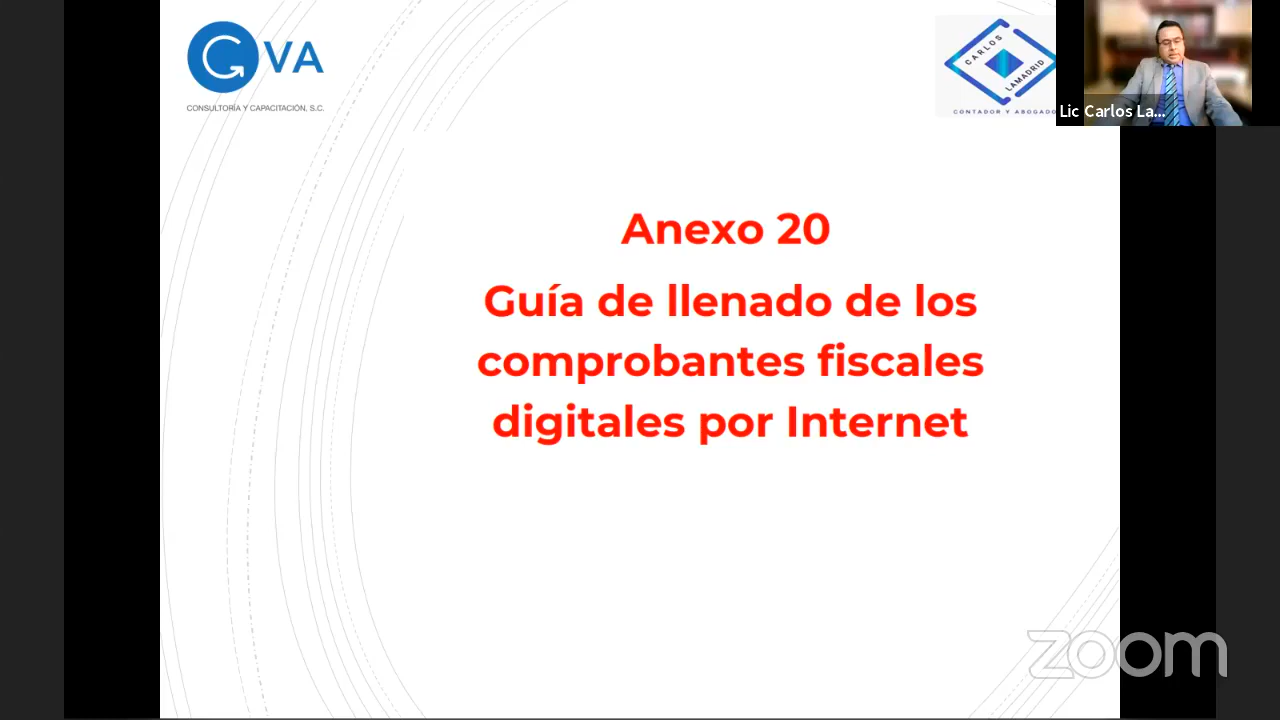 GVA
CONSULTORÍA Y CAPACITACIÓN, S.C.
CARLOS
LAMADRID
CONTADOR Y ABOGADO
Lic Carlos La...
Anexo 20
Guía de llenado de los
comprobantes fiscales
digitales por Internet
zoom